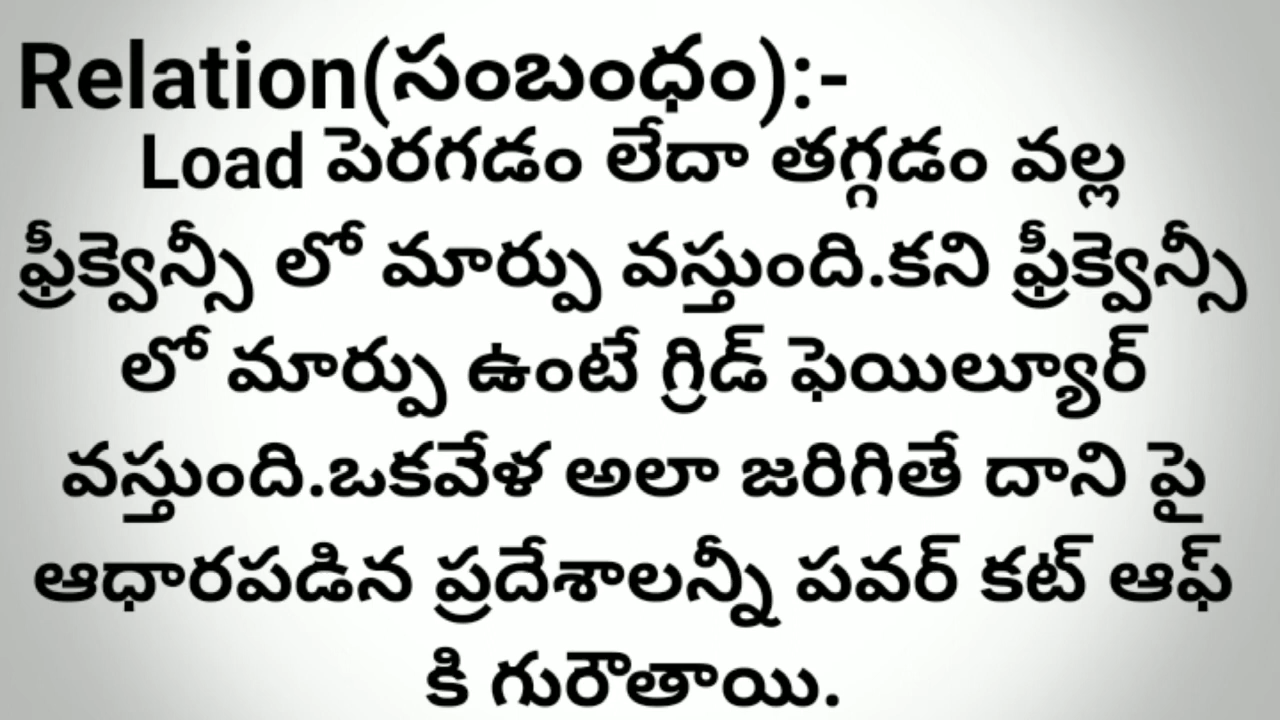 Relation(సంబంధం):-
Load పెరగడం లేదా తగ్గడం వల్ల
ఫ్రీక్వెన్సీ లో మార్పు వస్తుంది.కని ఫ్రీక్వెన్సీ
లో మార్పు ఉంటే గ్రిడ్ ఫెయిల్యూర్
వస్తుంది.ఒకవేళ అలా జరిగితే దాని పై
ఆధారపడిన ప్రదేశాలన్నీ పవర్ కట్ ఆఫ్
కి గురౌతాయి.